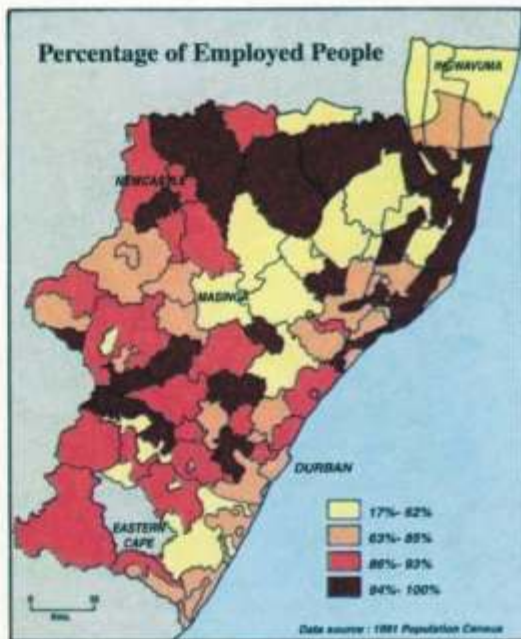 Percentage of Employed People
INGWAVUMA
NEWCASTLE
MASINGA
DURBAN
EASTERN
CAPE
17%- 62%
63%- 85%
86%- 93%
94%- 100%
Data source : 1991 Population Census